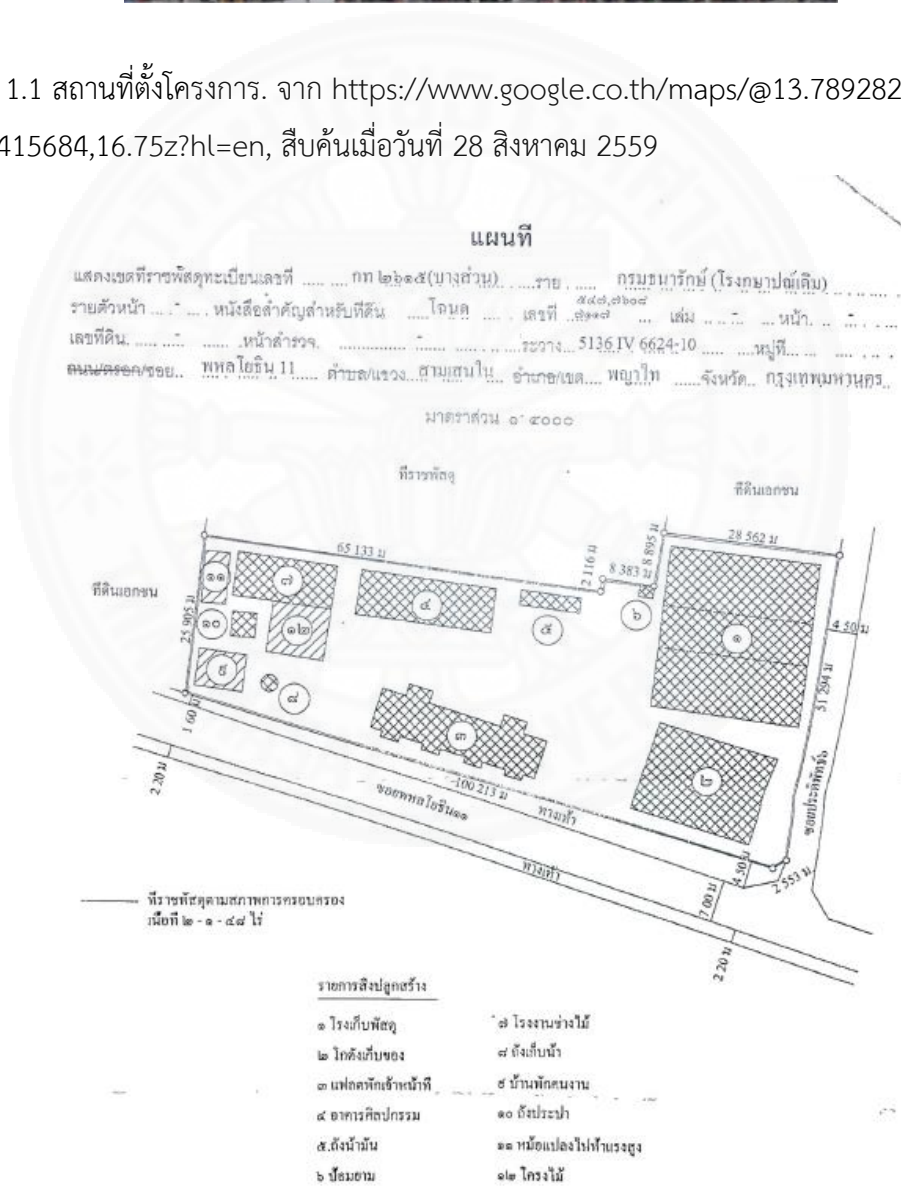 1.1 สถานที่ตั้งโครงการ. จาก https://www.google.co.th/maps/@13.789282
415684,16.75z?hl=en, สืบค้นเมื่อวันที่ 28 สิงหาคม 2559
แผนที่
แสดงเขตที่ราชพัสดุทะเบียนเลขที่ ..... กท ๒๖๑๕(บางส่วน) .....ราย ..... กรมธนารักษ์ (โรงกษาปณ์เดิม)
รายตัวหน้า ... - ... หนังสือสำคัญสำหรับที่ดิน .....โฉนด ..... เลขที่ ... ... เล่ม ... - ... หน้า. ... - ...
เลขที่ดิน. ..... - ..... หน้าสำรวจ. ..... - ..... ระวาง... 5136 IV 6624-10 ..... หมู่ที่... ...
ถนน/ตรอก/ซอย.. พหลโยธิน 11 ..... ตำบล/แขวง.. สามเสนใน.. อำเภอ/เขต.... พญาไท .....จังหวัด.. กรุงเทพมหานคร..
มาตราส่วน ๑ : ๔๐๐๐
ที่ราชพัสดุ
ที่ดินเอกชน
28 562 ม
65 133 ม
2 116 ม
8 383 ม
8 895 ม
ที่ดินเอกชน
25 905 ม
4 50 ม
51 294 ม
๑๑
๗
๔
๕
๖
๑
๑๐
๑๒
๙
๘
๓
๒
1 60 ม
2 20 ม
100 213 ม
ซอยพหลโยธิน๑๑
ทางเท้า
ทางเท้า
ซอยประดิพัทธ์๖
4 50 ม
2 553 ม
7 00 ม
2 20 ม
ที่ราชพัสดุตามสภาพการครอบครอง
เนื้อที่ ๒ - ๑ - ๔๘ ไร่
รายการสิ่งปลูกสร้าง
๑ โรงเก็บพัสดุ
๒ โกดังเก็บของ
๓ แฟลตพักเจ้าหน้าที่
๔ อาคารศิลปกรรม
๕.ถังน้ำมัน
๖ ป้อมยาม
๗ โรงงานช่างไม้
๘ ถังเก็บน้ำ
๙ บ้านพักคนงาน
๑๐ ถังประปา
๑๑ หม้อแปลงไฟฟ้าแรงสูง
๑๒ โครงไม้